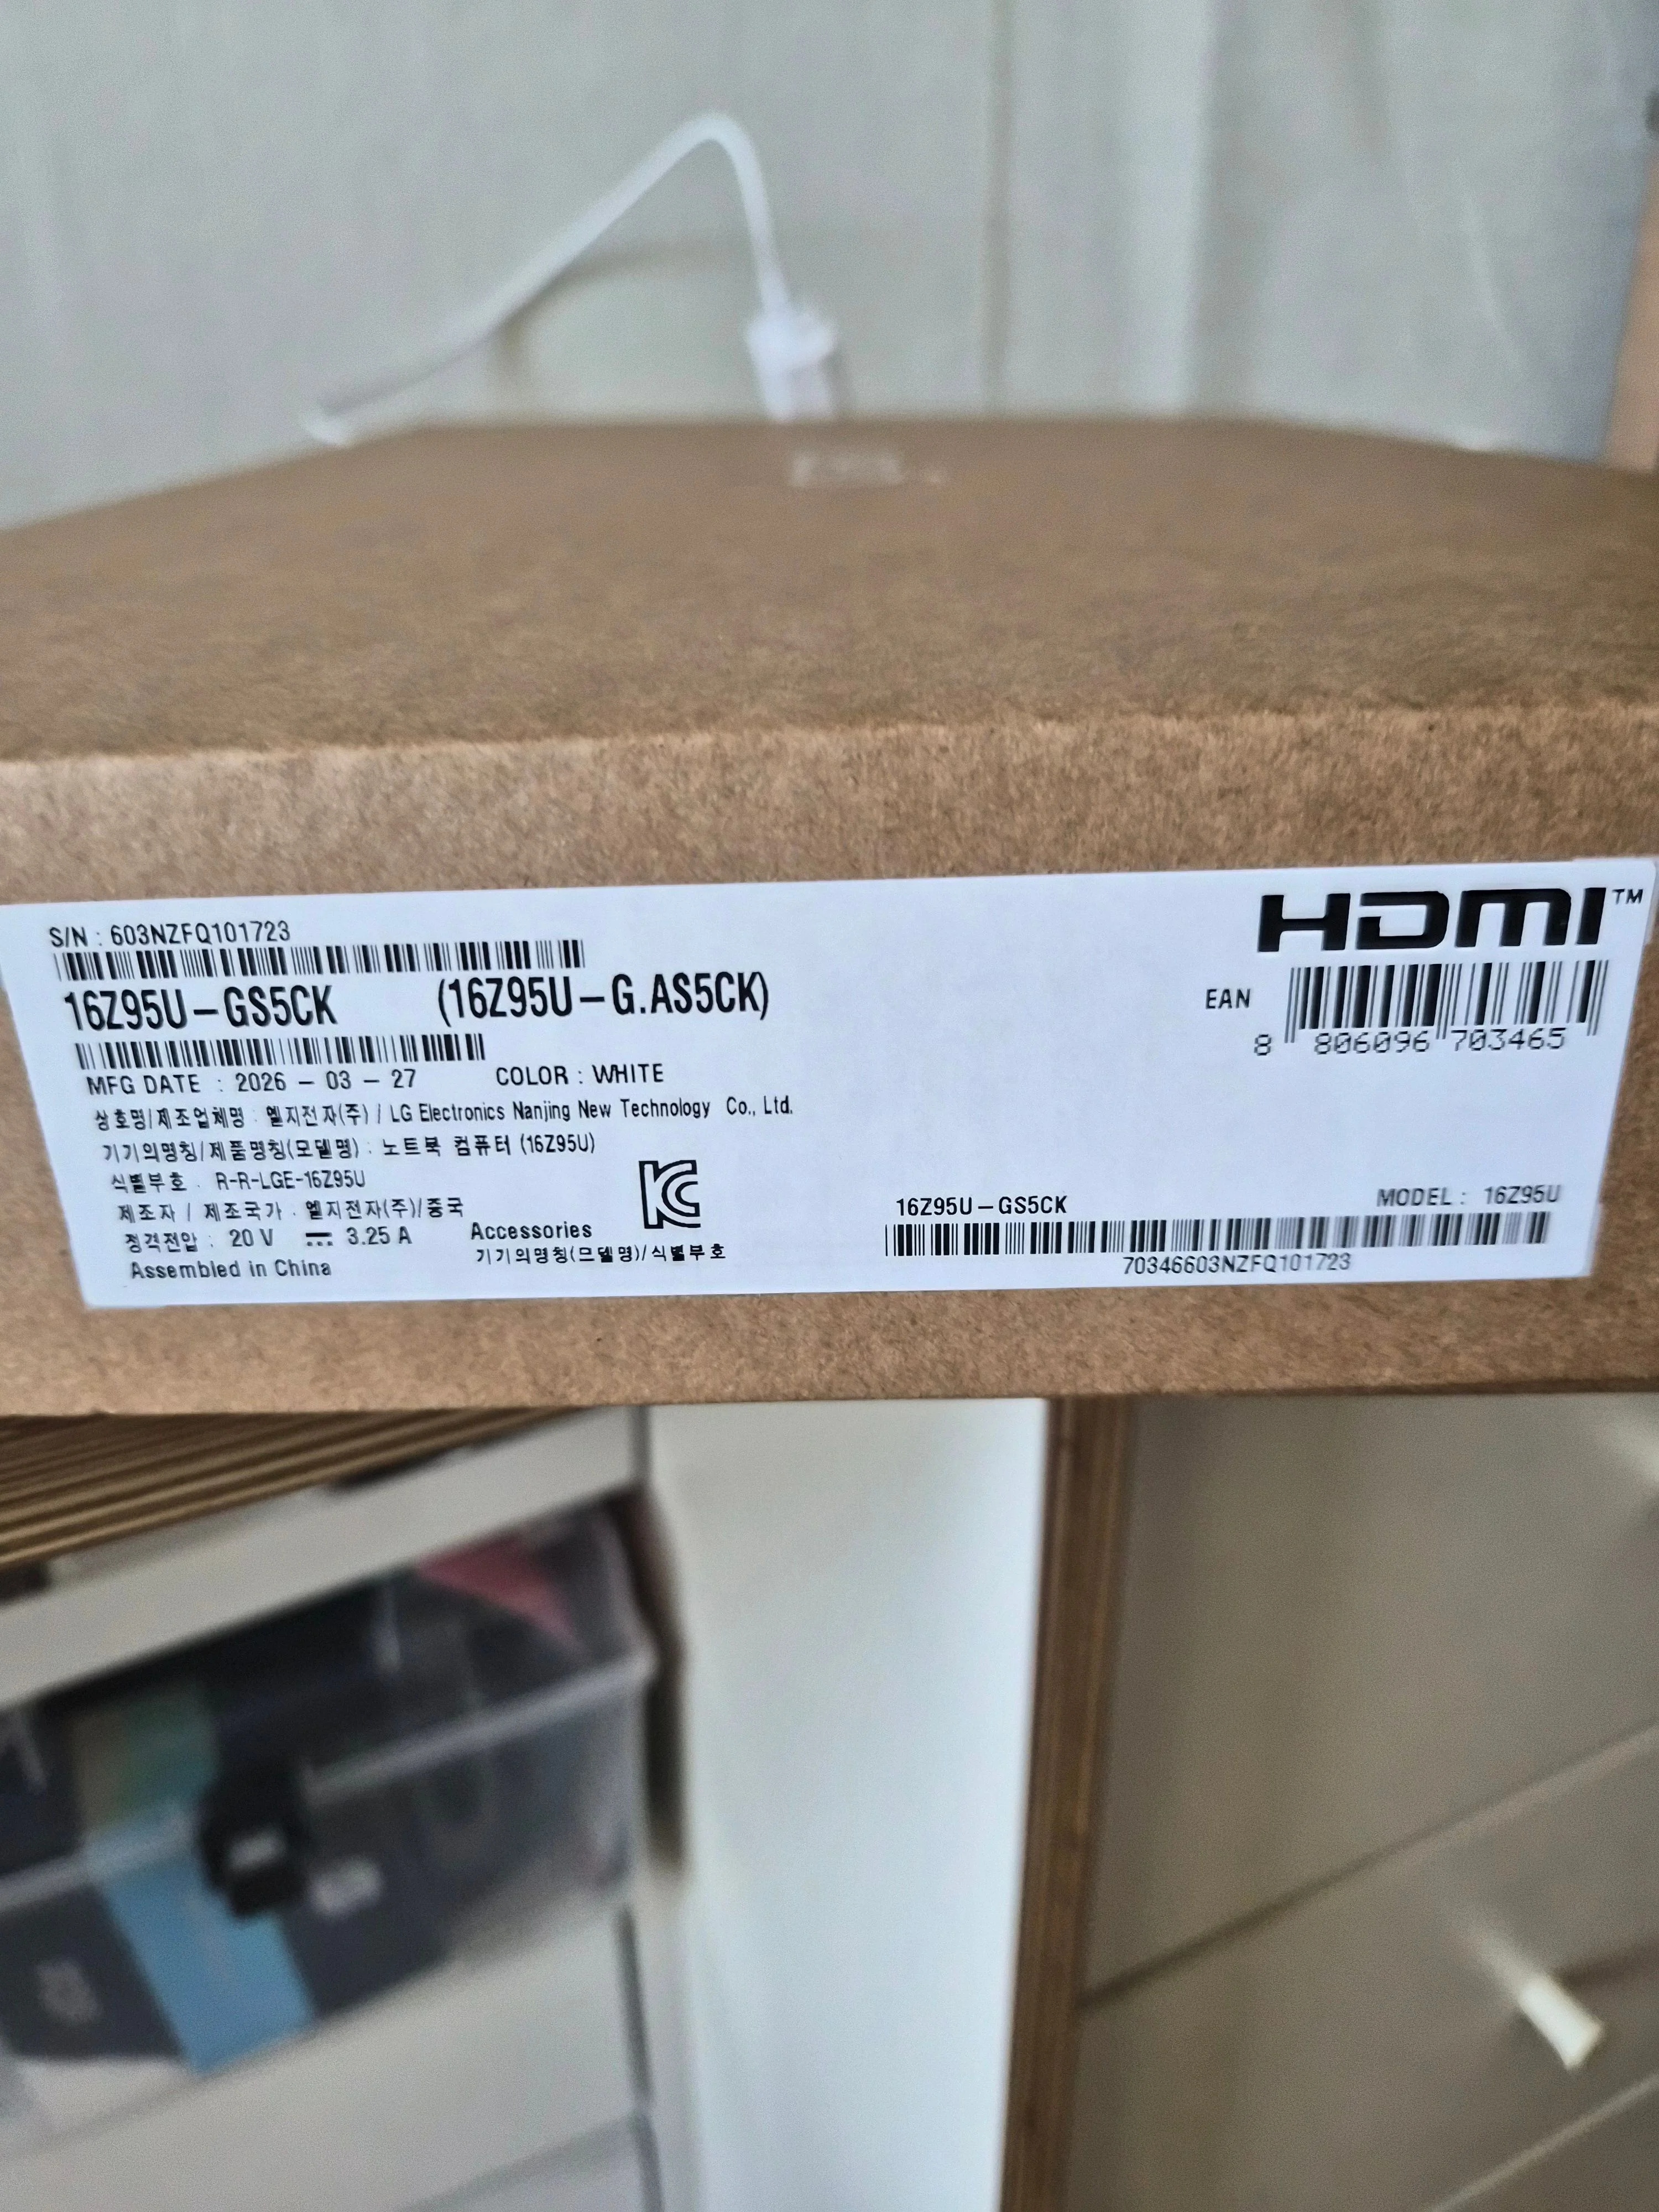 S/N : 603NZFQ101723
HDMI™
16Z95U-GS5CK (16Z95U-G.AS5CK)
EAN
8 806096 703465
MFG DATE : 2026 - 03 - 27 COLOR : WHITE
상호명/제조업체명 : 엘지전자(주) / LG Electronics Nanjing New Technology Co., Ltd.
기기의명칭/제품명칭(모델명) : 노트북 컴퓨터 (16Z95U)
식별부호 : R-R-LGE-16Z95U
제조자 / 제조국가 : 엘지전자(주)/중국
정격전압 : 20 V ⎓ 3.25 A
Assembled in China
Accessories
기기의명칭(모델명)/식별부호
16Z95U-GS5CK MODEL : 16Z95U
70346603NZFQ101723